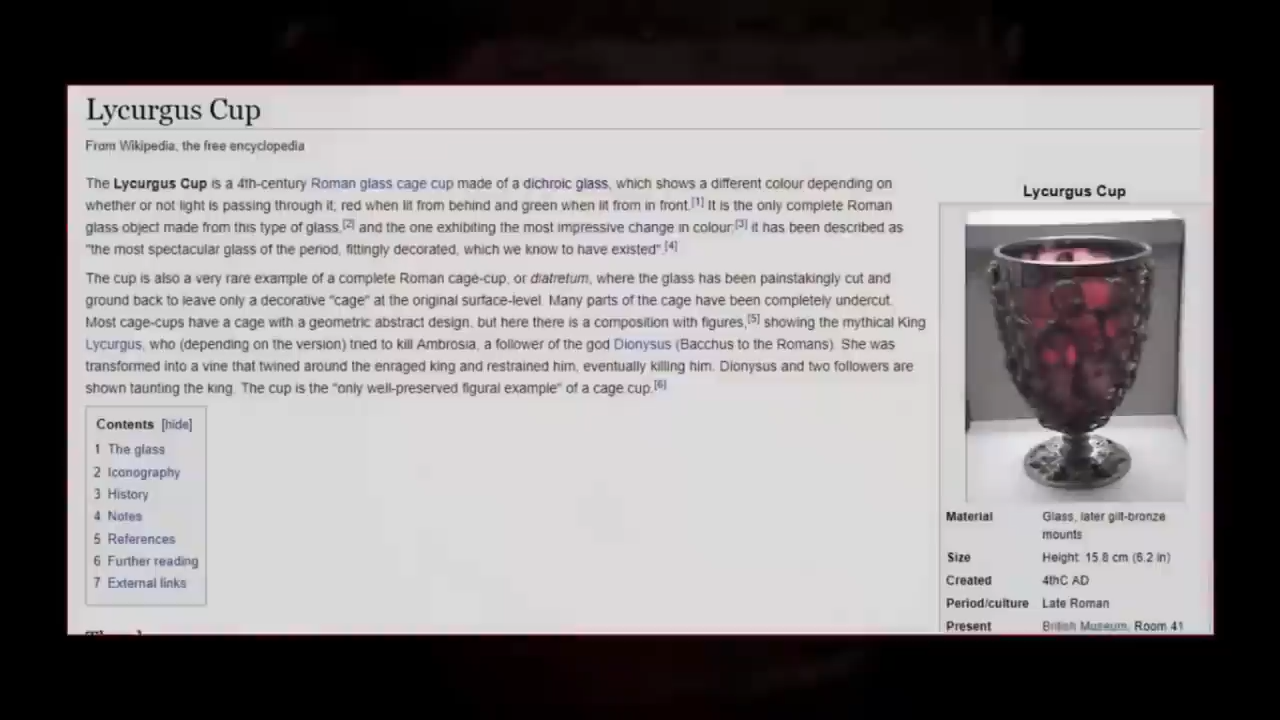 Lycurgus Cup
From Wikipedia, the free encyclopedia
The Lycurgus Cup is a 4th-century Roman glass cage cup made of a dichroic glass, which shows a different colour depending on
whether or not light is passing through it, red when lit from behind and green when lit from in front.[1] It is the only complete Roman
glass object made from this type of glass,[2] and the one exhibiting the most impressive change in colour;[3] it has been described as
"the most spectacular glass of the period, fittingly decorated, which we know to have existed".[4]
The cup is also a very rare example of a complete Roman cage-cup, or diatretum, where the glass has been painstakingly cut and
ground back to leave only a decorative "cage" at the original surface-level. Many parts of the cage have been completely undercut.
Most cage-cups have a cage with a geometric abstract design, but here there is a composition with figures,[5] showing the mythical King
Lycurgus, who (depending on the version) tried to kill Ambrosia, a follower of the god Dionysus (Bacchus to the Romans). She was
transformed into a vine that twined around the enraged king and restrained him, eventually killing him. Dionysus and two followers are
shown taunting the king. The cup is the "only well-preserved figural example" of a cage cup.[6]
Contents [hide]
1 The glass
2 Iconography
3 History
4 Notes
5 References
6 Further reading
7 External links
Lycurgus Cup
Material Glass, later gilt-bronze
mounts
Size Height: 15.8 cm (6.2 in)
Created 4thC AD
Period/culture Late Roman
Present British Museum, Room 41